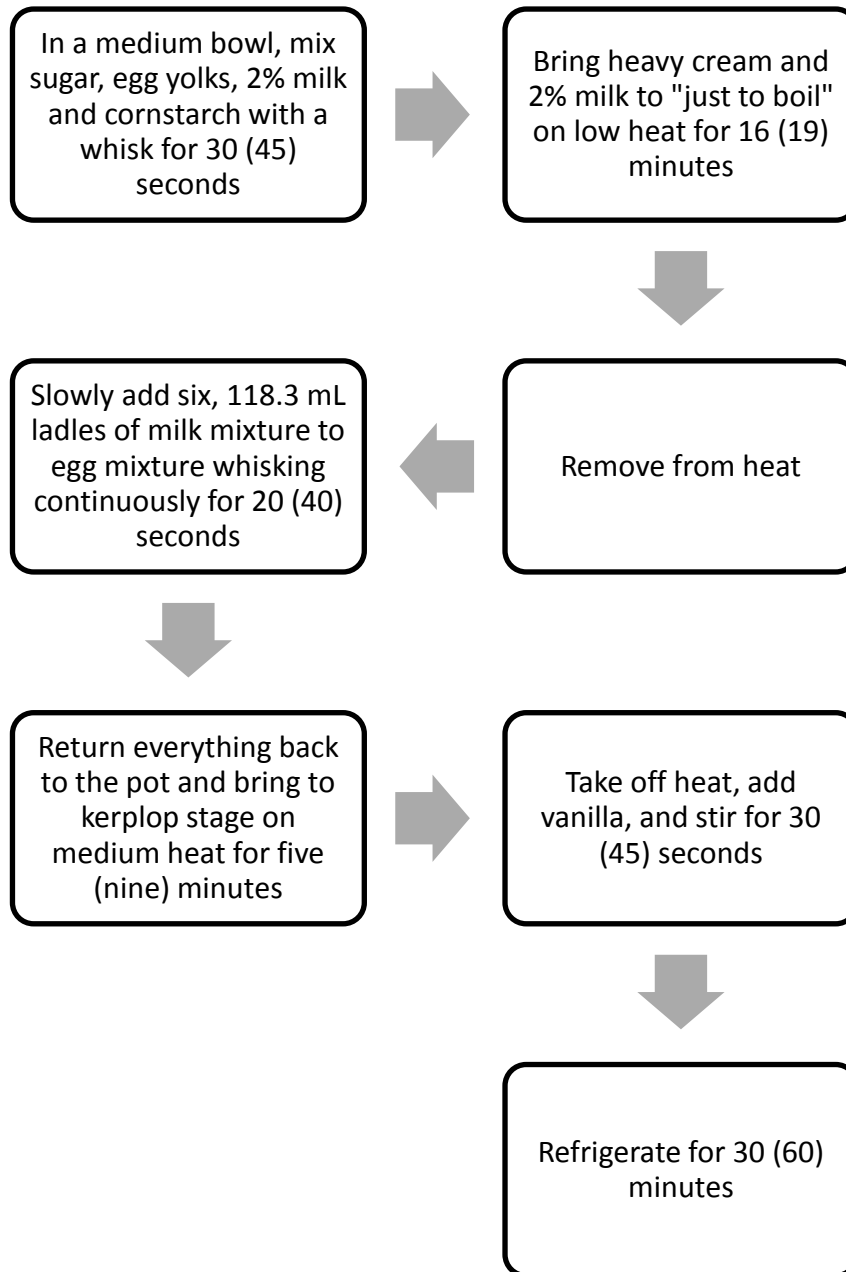 In a medium bowl, mix
sugar, egg yolks, 2% milk
and cornstarch with a
whisk for 30 (45)
seconds
Bring heavy cream and
2% milk to "just to boil"
on low heat for 16 (19)
minutes
Remove from heat
Slowly add six, 118.3 mL
ladles of milk mixture to
egg mixture whisking
continuously for 20 (40)
seconds
Return everything back
to the pot and bring to
kerplop stage on
medium heat for five
(nine) minutes
Take off heat, add
vanilla, and stir for 30
(45) seconds
Refrigerate for 30 (60)
minutes